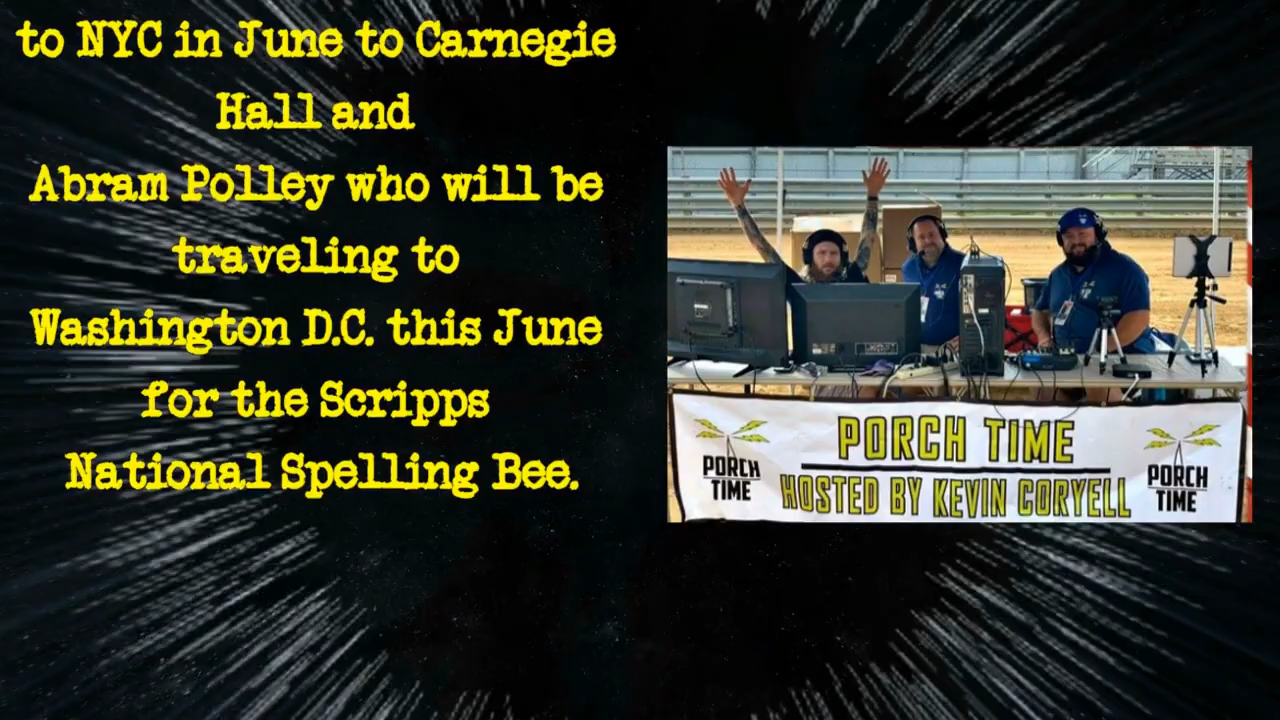 to NYC in June to Carnegie
Hall and
Abram Polley who will be
traveling to
Washington D.C. this June
for the Scripps
National Spelling Bee.
PORCH TIME
HOSTED BY KEVIN CORYELL
PORCH
TIME
PORCH
TIME